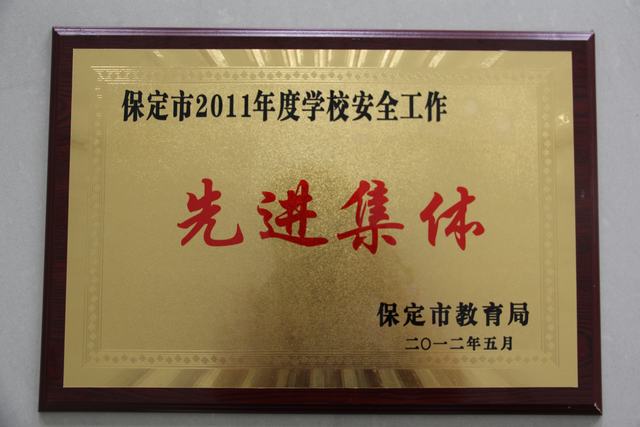 保定市2011年度学校安全工作
先进集体
保定市教育局
二〇一二年五月